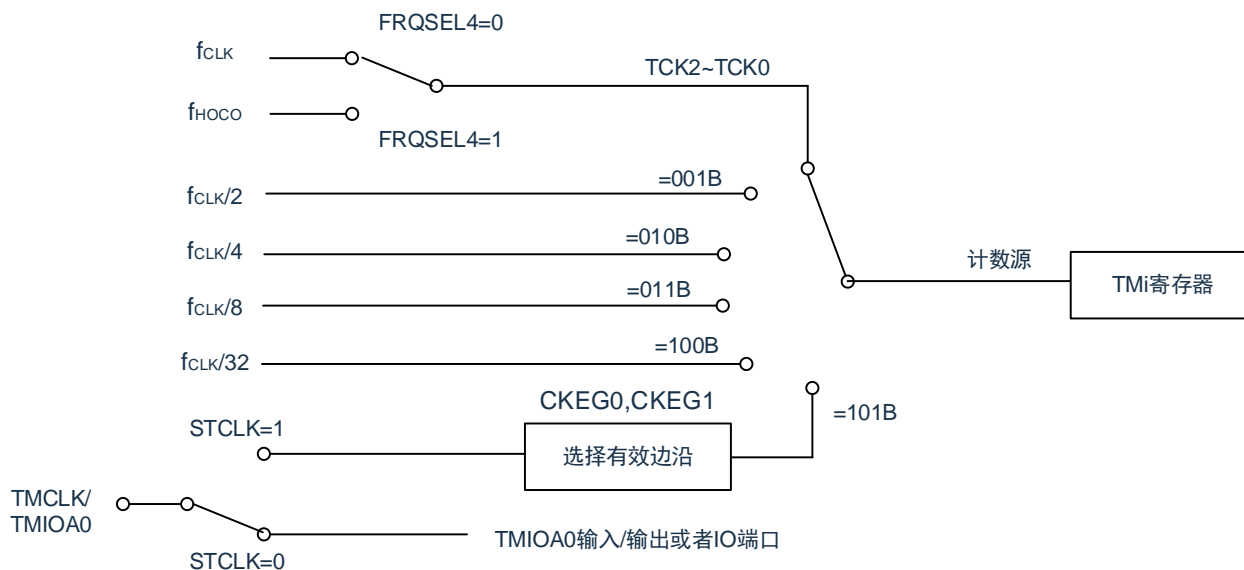 FRQSEL4=0
fCLK
TCK2~TCK0
fHOCO
FRQSEL4=1
=001B
fCLK/2
=010B
fCLK/4
计数源
TMi寄存器
=011B
fCLK/8
=100B
fCLK/32
CKEG0,CKEG1
=101B
STCLK=1
选择有效边沿
TMCLK/
TMIOA0
TMIOA0输入/输出或者IO端口
STCLK=0